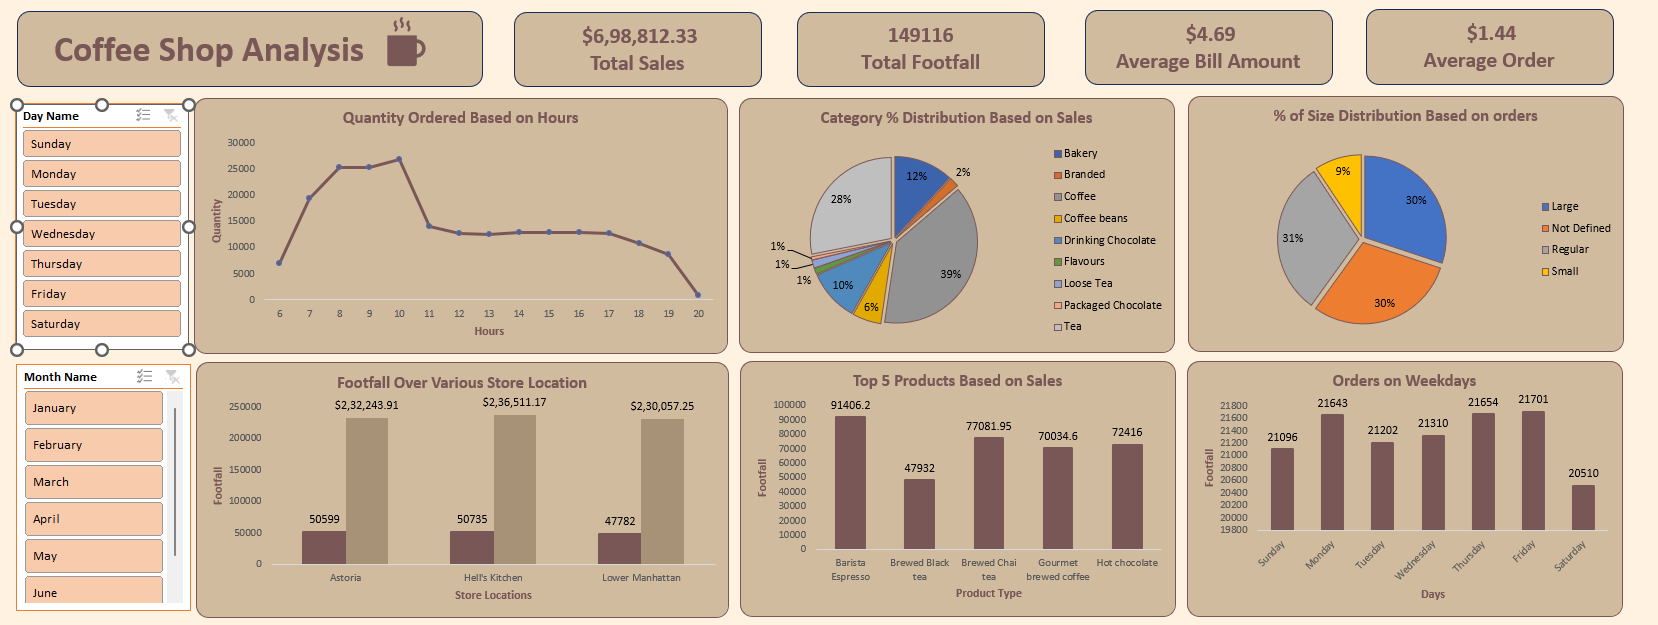 Coffee Shop Analysis
$6,98,812.33
Total Sales
149116
Total Footfall
$4.69
Average Bill Amount
$1.44
Average Order
Day Name
Sunday
Monday
Tuesday
Wednesday
Thursday
Friday
Saturday
Quantity Ordered Based on Hours
Quantity
30000
25000
20000
15000
10000
5000
0
6 7 8 9 10 11 12 13 14 15 16 17 18 19 20
Hours
Category % Distribution Based on Sales
12%
2%
39%
6%
10%
1%
1%
1%
28%
Bakery
Branded
Coffee
Coffee beans
Drinking Chocolate
Flavours
Loose Tea
Packaged Chocolate
Tea
% of Size Distribution Based on orders
30%
30%
31%
9%
Large
Not Defined
Regular
Small
Month Name
January
February
March
April
May
June
Footfall Over Various Store Location
Footfall
250000
200000
150000
100000
50000
0
$2,32,243.91
$2,36,511.17
$2,30,057.25
50599
50735
47782
Astoria
Hell's Kitchen
Lower Manhattan
Store Locations
Top 5 Products Based on Sales
Footfall
100000
90000
80000
70000
60000
50000
40000
30000
20000
10000
0
91406.2
47932
77081.95
70034.6
72416
Barista Espresso
Brewed Black tea
Brewed Chai tea
Gourmet brewed coffee
Hot chocolate
Product Type
Orders on Weekdays
Footfall
21800
21600
21400
21200
21000
20800
20600
20400
20200
20000
19800
21096
21643
21202
21310
21654
21701
20510
Sunday
Monday
Tuesday
Wednesday
Thursday
Friday
Saturday
Days